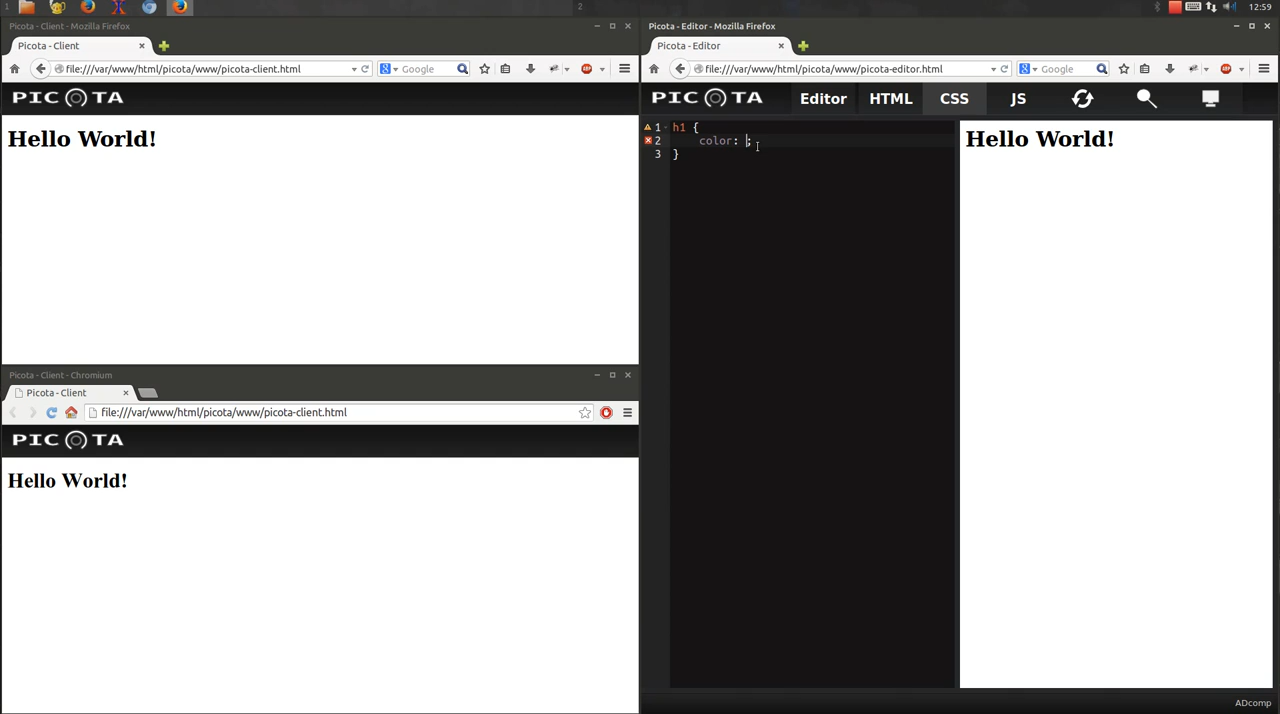 1
2
12:59
Picota - Client - Mozilla Firefox
Picota - Client
file:///var/www/html/picota/www/picota-client.html
Google
PICOTA
Hello World!
Picota - Client - Chromium
Picota - Client
file:///var/www/html/picota/www/picota-client.html
PICOTA
Hello World!
Picota - Editor - Mozilla Firefox
Picota - Editor
file:///var/www/html/picota/www/picota-editor.html
Google
PICOTA Editor HTML CSS JS
1 h1 {
2 color: ;
3 }
Hello World!
ADcomp